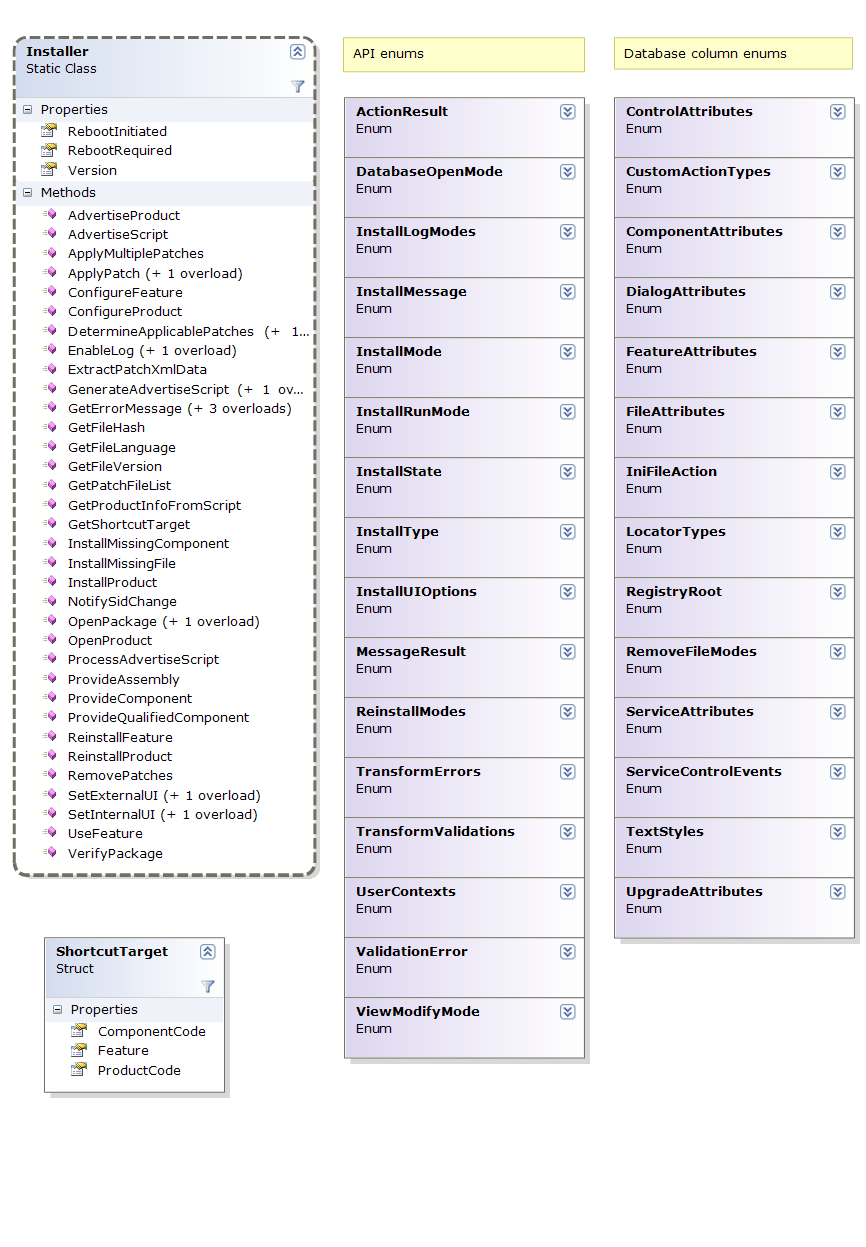 Installer
Static Class
Properties
RebootInitiated
RebootRequired
Version
Methods
AdvertiseProduct
AdvertiseScript
ApplyMultiplePatches
ApplyPatch (+ 1 overload)
ConfigureFeature
ConfigureProduct
DetermineApplicablePatches (+ 1...
EnableLog (+ 1 overload)
ExtractPatchXmlData
GenerateAdvertiseScript (+ 1 ov...
GetErrorMessage (+ 3 overloads)
GetFileHash
GetFileLanguage
GetFileVersion
GetPatchFileList
GetProductInfoFromScript
GetShortcutTarget
InstallMissingComponent
InstallMissingFile
InstallProduct
NotifySidChange
OpenPackage (+ 1 overload)
OpenProduct
ProcessAdvertiseScript
ProvideAssembly
ProvideComponent
ProvideQualifiedComponent
ReinstallFeature
ReinstallProduct
RemovePatches
SetExternalUI (+ 1 overload)
SetInternalUI (+ 1 overload)
UseFeature
VerifyPackage
ShortcutTarget
Struct
Properties
ComponentCode
Feature
ProductCode
API enums
ActionResult
Enum
DatabaseOpenMode
Enum
InstallLogModes
Enum
InstallMessage
Enum
InstallMode
Enum
InstallRunMode
Enum
InstallState
Enum
InstallType
Enum
InstallUIOptions
Enum
MessageResult
Enum
ReinstallModes
Enum
TransformErrors
Enum
TransformValidations
Enum
UserContexts
Enum
ValidationError
Enum
ViewModifyMode
Enum
Database column enums
ControlAttributes
Enum
CustomActionTypes
Enum
ComponentAttributes
Enum
DialogAttributes
Enum
FeatureAttributes
Enum
FileAttributes
Enum
IniFileAction
Enum
LocatorTypes
Enum
RegistryRoot
Enum
RemoveFileModes
Enum
ServiceAttributes
Enum
ServiceControlEvents
Enum
TextStyles
Enum
UpgradeAttributes
Enum